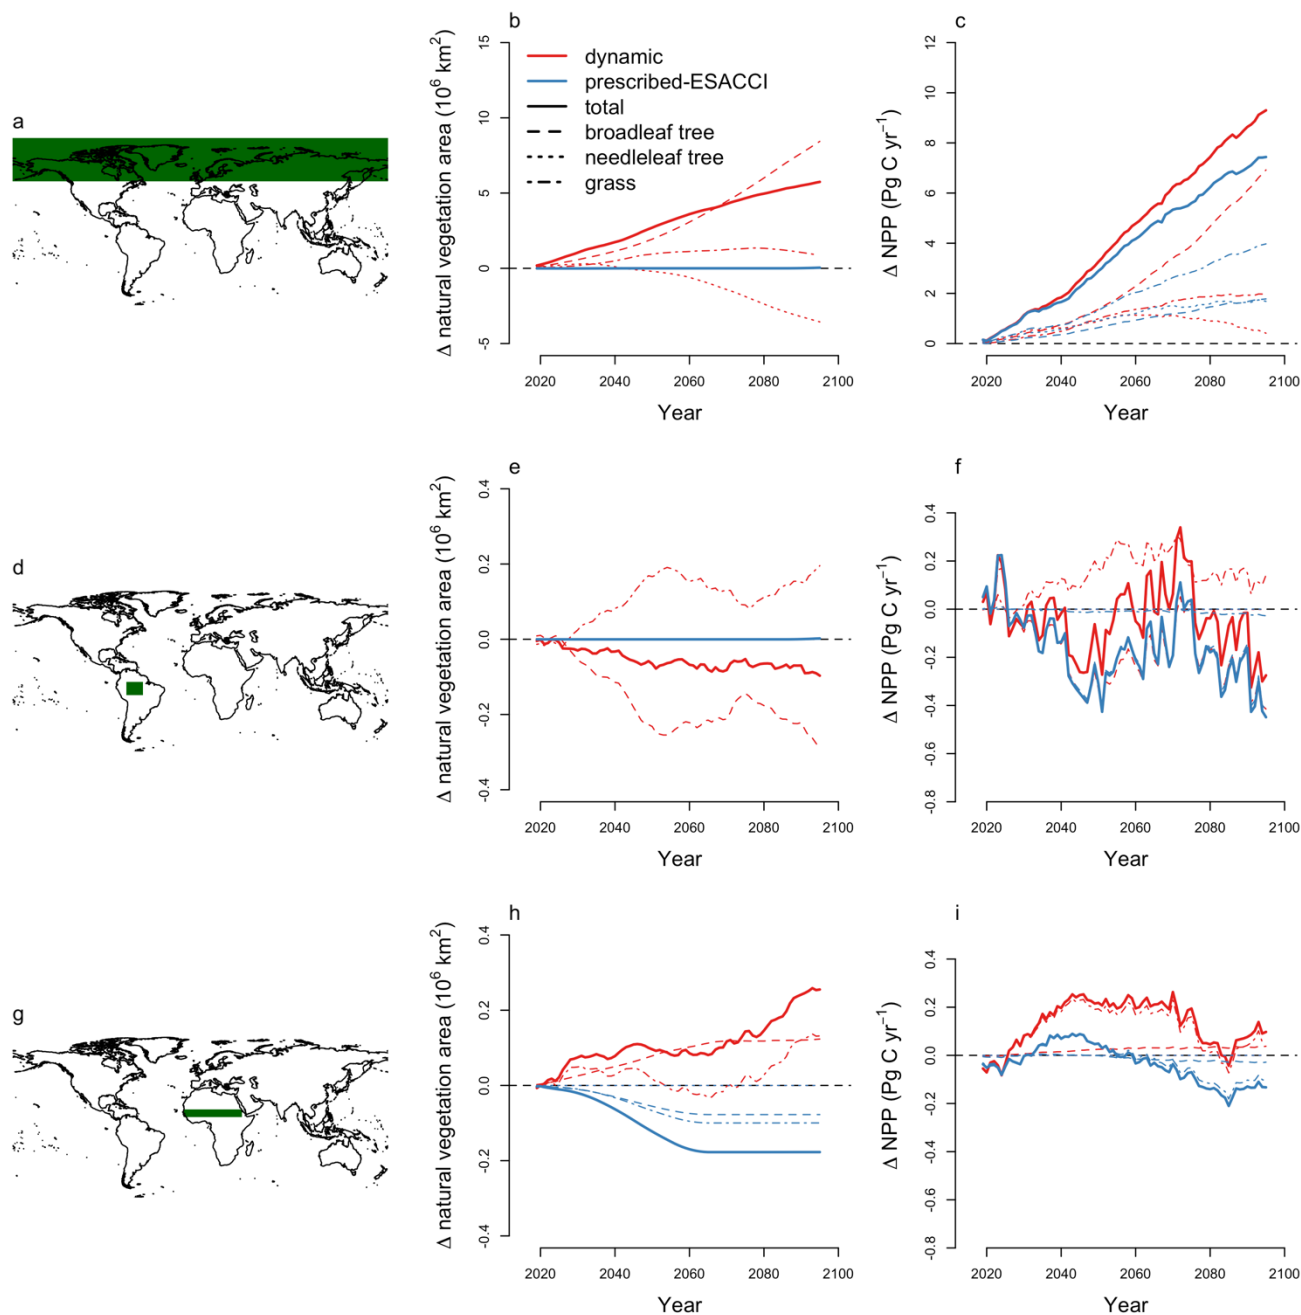 a
b
Δ natural vegetation area (10⁶ km²)
15
10
5
0
-5
dynamic
prescribed-ESACCI
total
broadleaf tree
needleleaf tree
grass
2020 2040 2060 2080 2100
Year
c
Δ NPP (Pg C yr⁻¹)
12
10
8
6
4
2
0
2020 2040 2060 2080 2100
Year
d
e
Δ natural vegetation area (10⁶ km²)
0.4
0.2
0.0
-0.2
-0.4
2020 2040 2060 2080 2100
Year
f
Δ NPP (Pg C yr⁻¹)
0.4
0.2
0.0
-0.2
-0.4
-0.6
-0.8
2020 2040 2060 2080 2100
Year
g
h
Δ natural vegetation area (10⁶ km²)
0.4
0.2
0.0
-0.2
-0.4
2020 2040 2060 2080 2100
Year
i
Δ NPP (Pg C yr⁻¹)
0.4
0.2
0.0
-0.2
-0.4
-0.6
-0.8
2020 2040 2060 2080 2100
Year